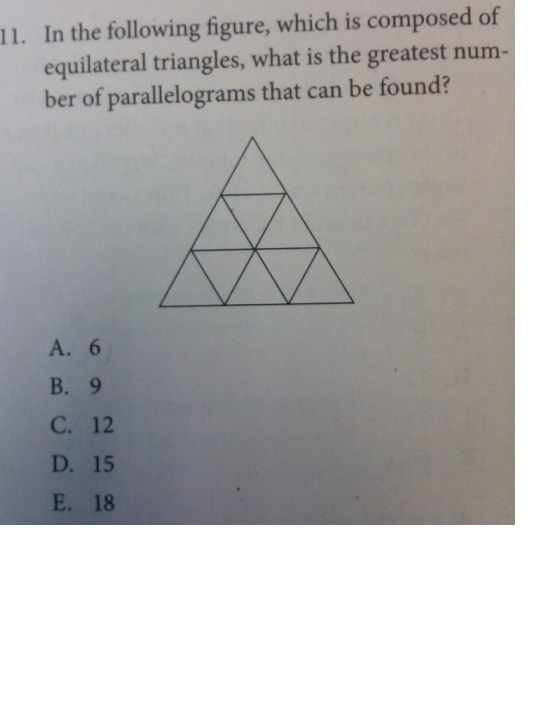 11. In the following figure, which is composed of
equilateral triangles, what is the greatest num-
ber of parallelograms that can be found?
A. 6
B. 9
C. 12
D. 15
E. 18